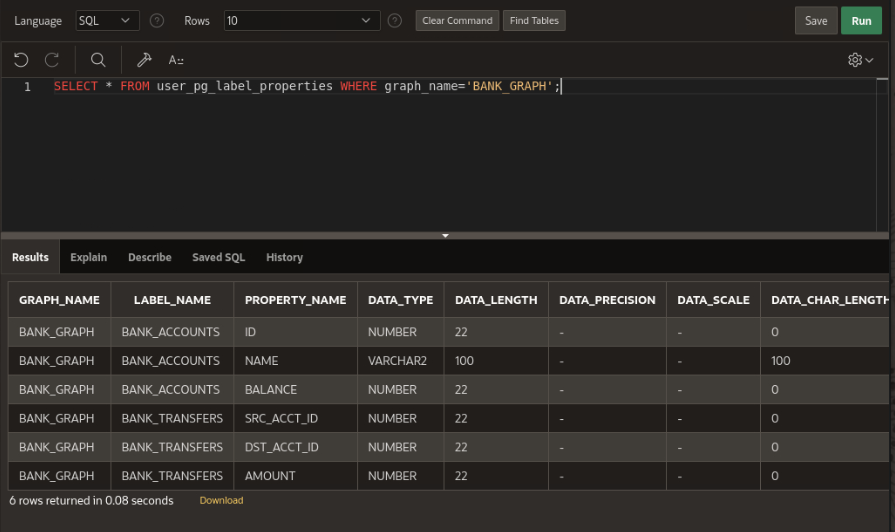 Language SQL ? Rows 10 ? Clear Command Find Tables Save Run
1 SELECT * FROM user_pg_label_properties WHERE graph_name='BANK_GRAPH';
Results Explain Describe Saved SQL History
GRAPH_NAME LABEL_NAME PROPERTY_NAME DATA_TYPE DATA_LENGTH DATA_PRECISION DATA_SCALE DATA_CHAR_LENGTH
BANK_GRAPH BANK_ACCOUNTS ID NUMBER 22 - - 0
BANK_GRAPH BANK_ACCOUNTS NAME VARCHAR2 100 - - 100
BANK_GRAPH BANK_ACCOUNTS BALANCE NUMBER 22 - - 0
BANK_GRAPH BANK_TRANSFERS SRC_ACCT_ID NUMBER 22 - - 0
BANK_GRAPH BANK_TRANSFERS DST_ACCT_ID NUMBER 22 - - 0
BANK_GRAPH BANK_TRANSFERS AMOUNT NUMBER 22 - - 0
6 rows returned in 0.08 seconds Download